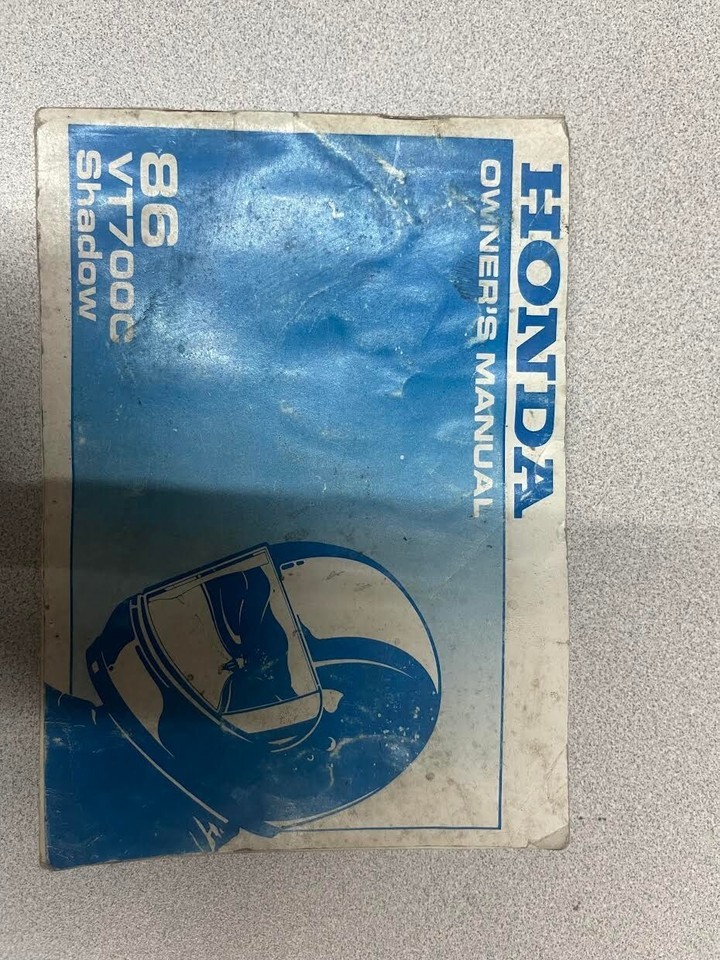 HONDA
OWNER'S MANUAL
86
VT700C
Shadow